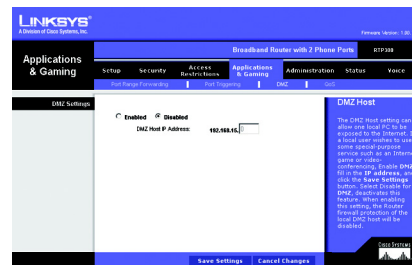 LINKSYS®
A Division of Cisco Systems, Inc.
Firmware Version: 1.00.
Broadband Router with 2 Phone Ports
RTP300
Applications & Gaming
Setup
Security
Access Restrictions
Applications & Gaming
Administration
Status
Voice
Port Range Forwarding
Port Triggering
DMZ
QoS
DMZ Settings
Enabled
Disabled
DMZ Host IP Address:
192.168.15.
0
DMZ Host
The DMZ Host setting can
allow one local PC to be
exposed to the Internet. I
a local user wishes to use
some special-purpose
service such as an Intern
game or video-
conferencing, Enable DMZ
fill in the IP address, and
click the Save Settings
button. Select Disable for
DMZ, deactivates this
feature. When enabling
this setting, the Router
firewall protection of the
local DMZ host will be
disabled.
Save Settings
Cancel Changes
CISCO SYSTEMS